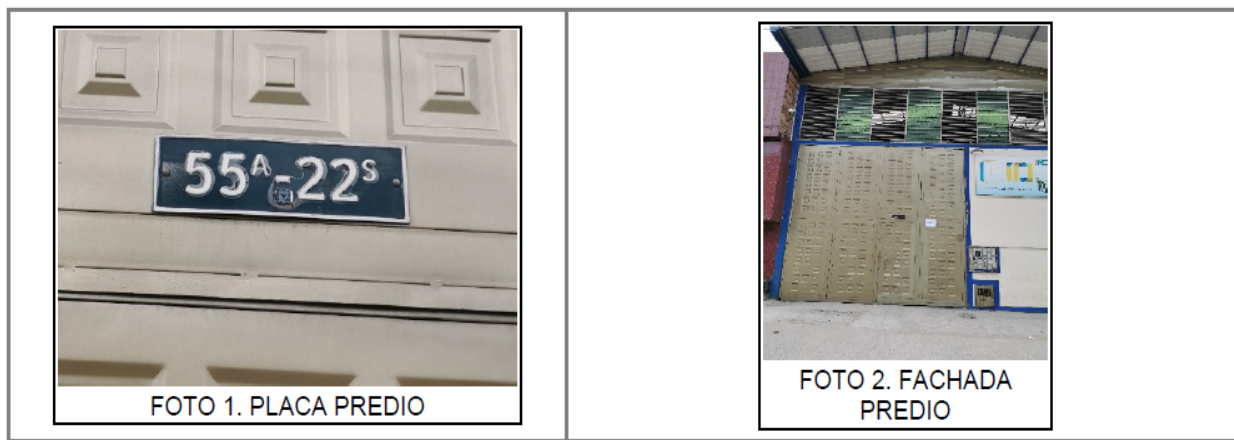 55A-22S
FOTO 1. PLACA PREDIO
FOTO 2. FACHADA
PREDIO